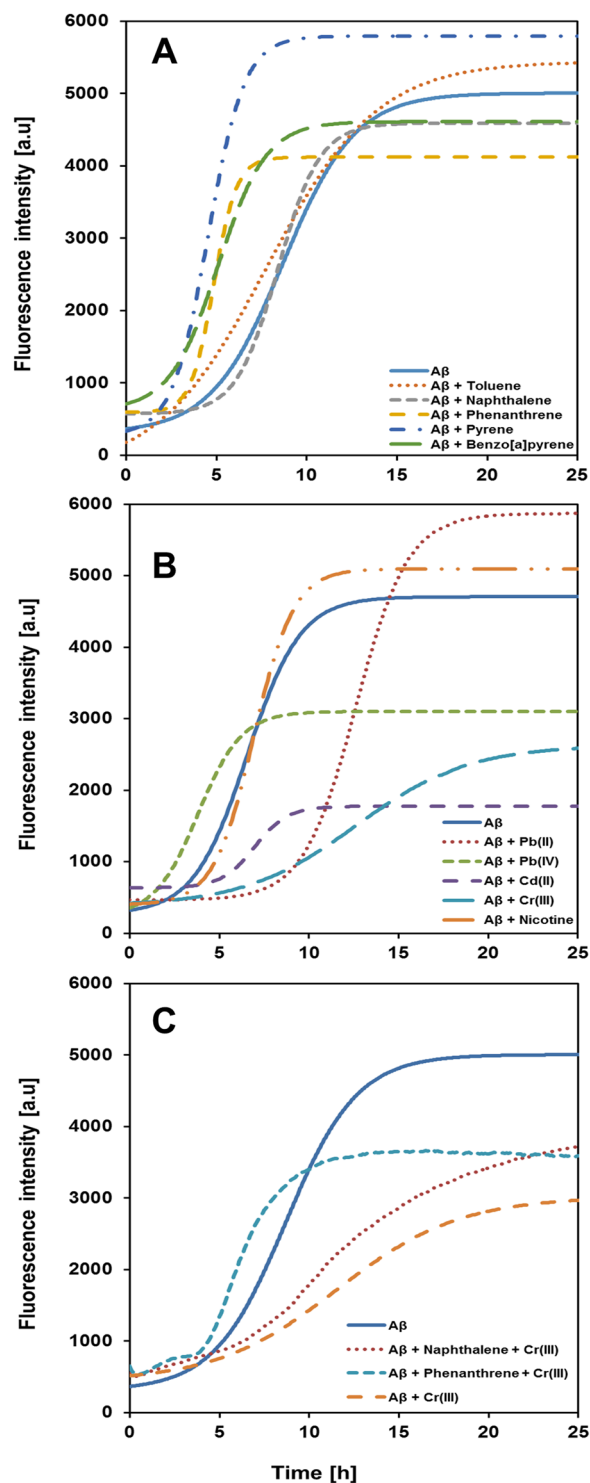 A
Fluorescence intensity [a.u]
6000
5000
4000
3000
2000
1000
0
0 5 10 15 20 25
Aβ
Aβ + Toluene
Aβ + Naphthalene
Aβ + Phenanthrene
Aβ + Pyrene
Aβ + Benzo[a]pyrene
B
Fluorescence intensity [a.u]
6000
5000
4000
3000
2000
1000
0
0 5 10 15 20 25
Aβ
Aβ + Pb(II)
Aβ + Pb(IV)
Aβ + Cd(II)
Aβ + Cr(III)
Aβ + Nicotine
C
Fluorescence intensity [a.u]
6000
5000
4000
3000
2000
1000
0
0 5 10 15 20 25
Aβ
Aβ + Naphthalene + Cr(III)
Aβ + Phenanthrene + Cr(III)
Aβ + Cr(III)
Time [h]